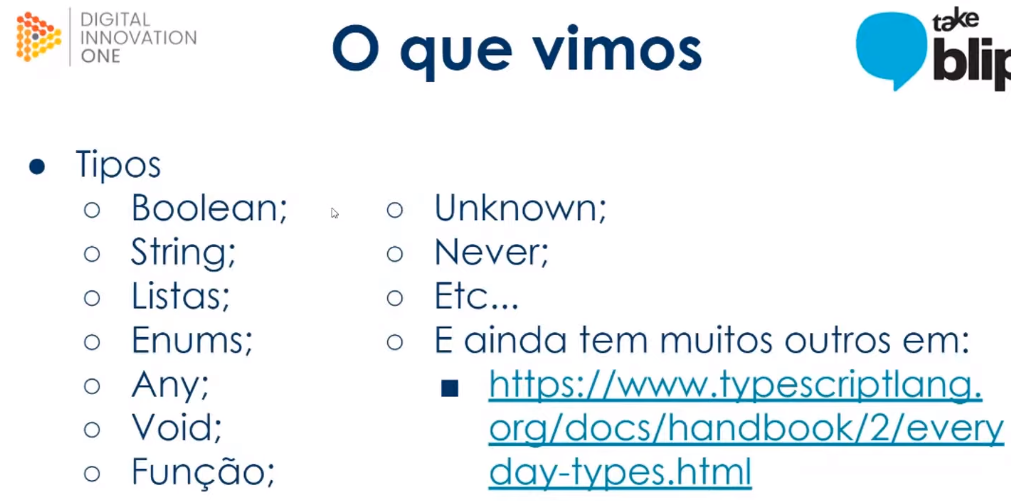 DIGITAL
INNOVATION
ONE
O que vimos
take
blip
● Tipos
○ Boolean;
○ String;
○ Listas;
○ Enums;
○ Any;
○ Void;
○ Função;
○ Unknown;
○ Never;
○ Etc...
○ E ainda tem muitos outros em:
■ https://www.typescriptlang.
org/docs/handbook/2/every
day-types.html